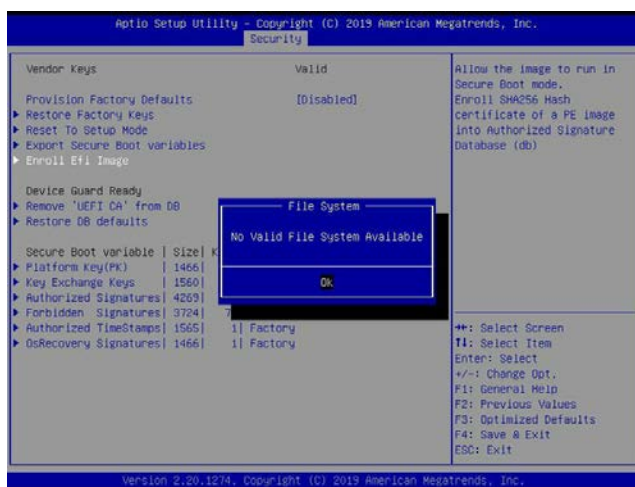 Aptio Setup Utility - Copyright (C) 2019 American Megatrends, Inc.
Security
Vendor Keys Valid
Provision Factory Defaults [Disabled]
Restore Factory Keys
Reset To Setup Mode
Export Secure Boot variables
Enroll Efi Image
Device Guard Ready
Remove 'UEFI CA' from DB
Restore DB defaults
Secure Boot variable | Size| K
Platform Key(PK) | 1466|
Key Exchange Keys | 1560|
Authorized Signatures| 4269|
Forbidden Signatures| 3724| 7
Authorized TimeStamps| 1565| 1| Factory
OsRecovery Signatures| 1466| 1| Factory
File System
No Valid File System Available
Ok
Allow the image to run in
Secure Boot mode.
Enroll SHA256 Hash
certificate of a PE image
into Authorized Signature
Database (db)
: Select Screen
: Select Item
Enter: Select
+/-: Change Opt.
F1: General Help
F2: Previous Values
F3: Optimized Defaults
F4: Save & Exit
ESC: Exit
Version 2.20.1274. Copyright (C) 2019 American Megatrends, Inc.